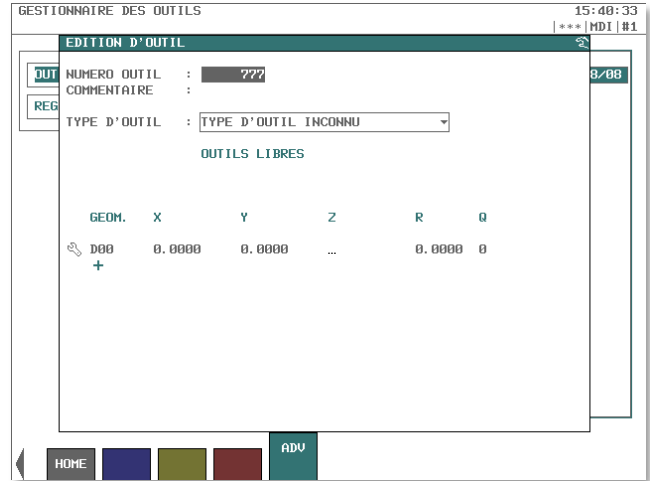 GESTIONNAIRE DES OUTILS 15:40:33
|***|MDI|#1
EDITION D'OUTIL
OUT NUMERO OUTIL : 777 8/08
COMMENTAIRE :
REG
TYPE D'OUTIL : TYPE D'OUTIL INCONNU
OUTILS LIBRES
GEOM. X Y Z R Q
D00 0.0000 0.0000 … 0.0000 0
+
ADV
HOME